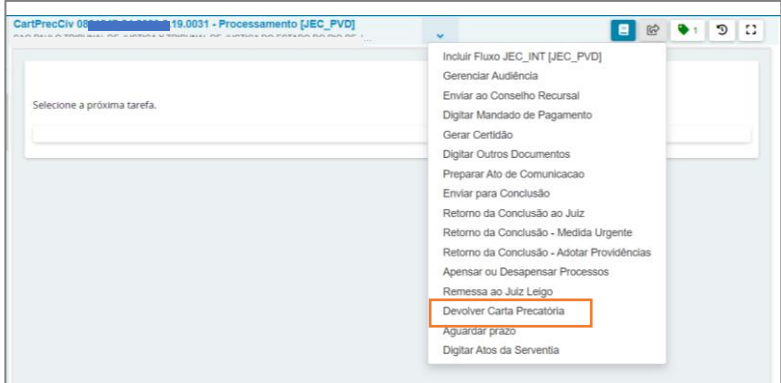 CartPrecCiv 08 19.0031 - Processamento [JEC_PVD]
1
Incluir Fluxo JEC_INT [JEC_PVD]
Gerenciar Audiência
Enviar ao Conselho Recursal
Selecione a próxima tarefa.
Digitar Mandado de Pagamento
Gerar Certidão
Digitar Outros Documentos
Preparar Ato de Comunicacao
Enviar para Conclusão
Retorno da Conclusão ao Juiz
Retorno da Conclusão - Medida Urgente
Retorno da Conclusão - Adotar Providências
Apensar ou Desapensar Processos
Remessa ao Juiz Leigo
Devolver Carta Precatória
Aguardar prazo
Digitar Atos da Serventia